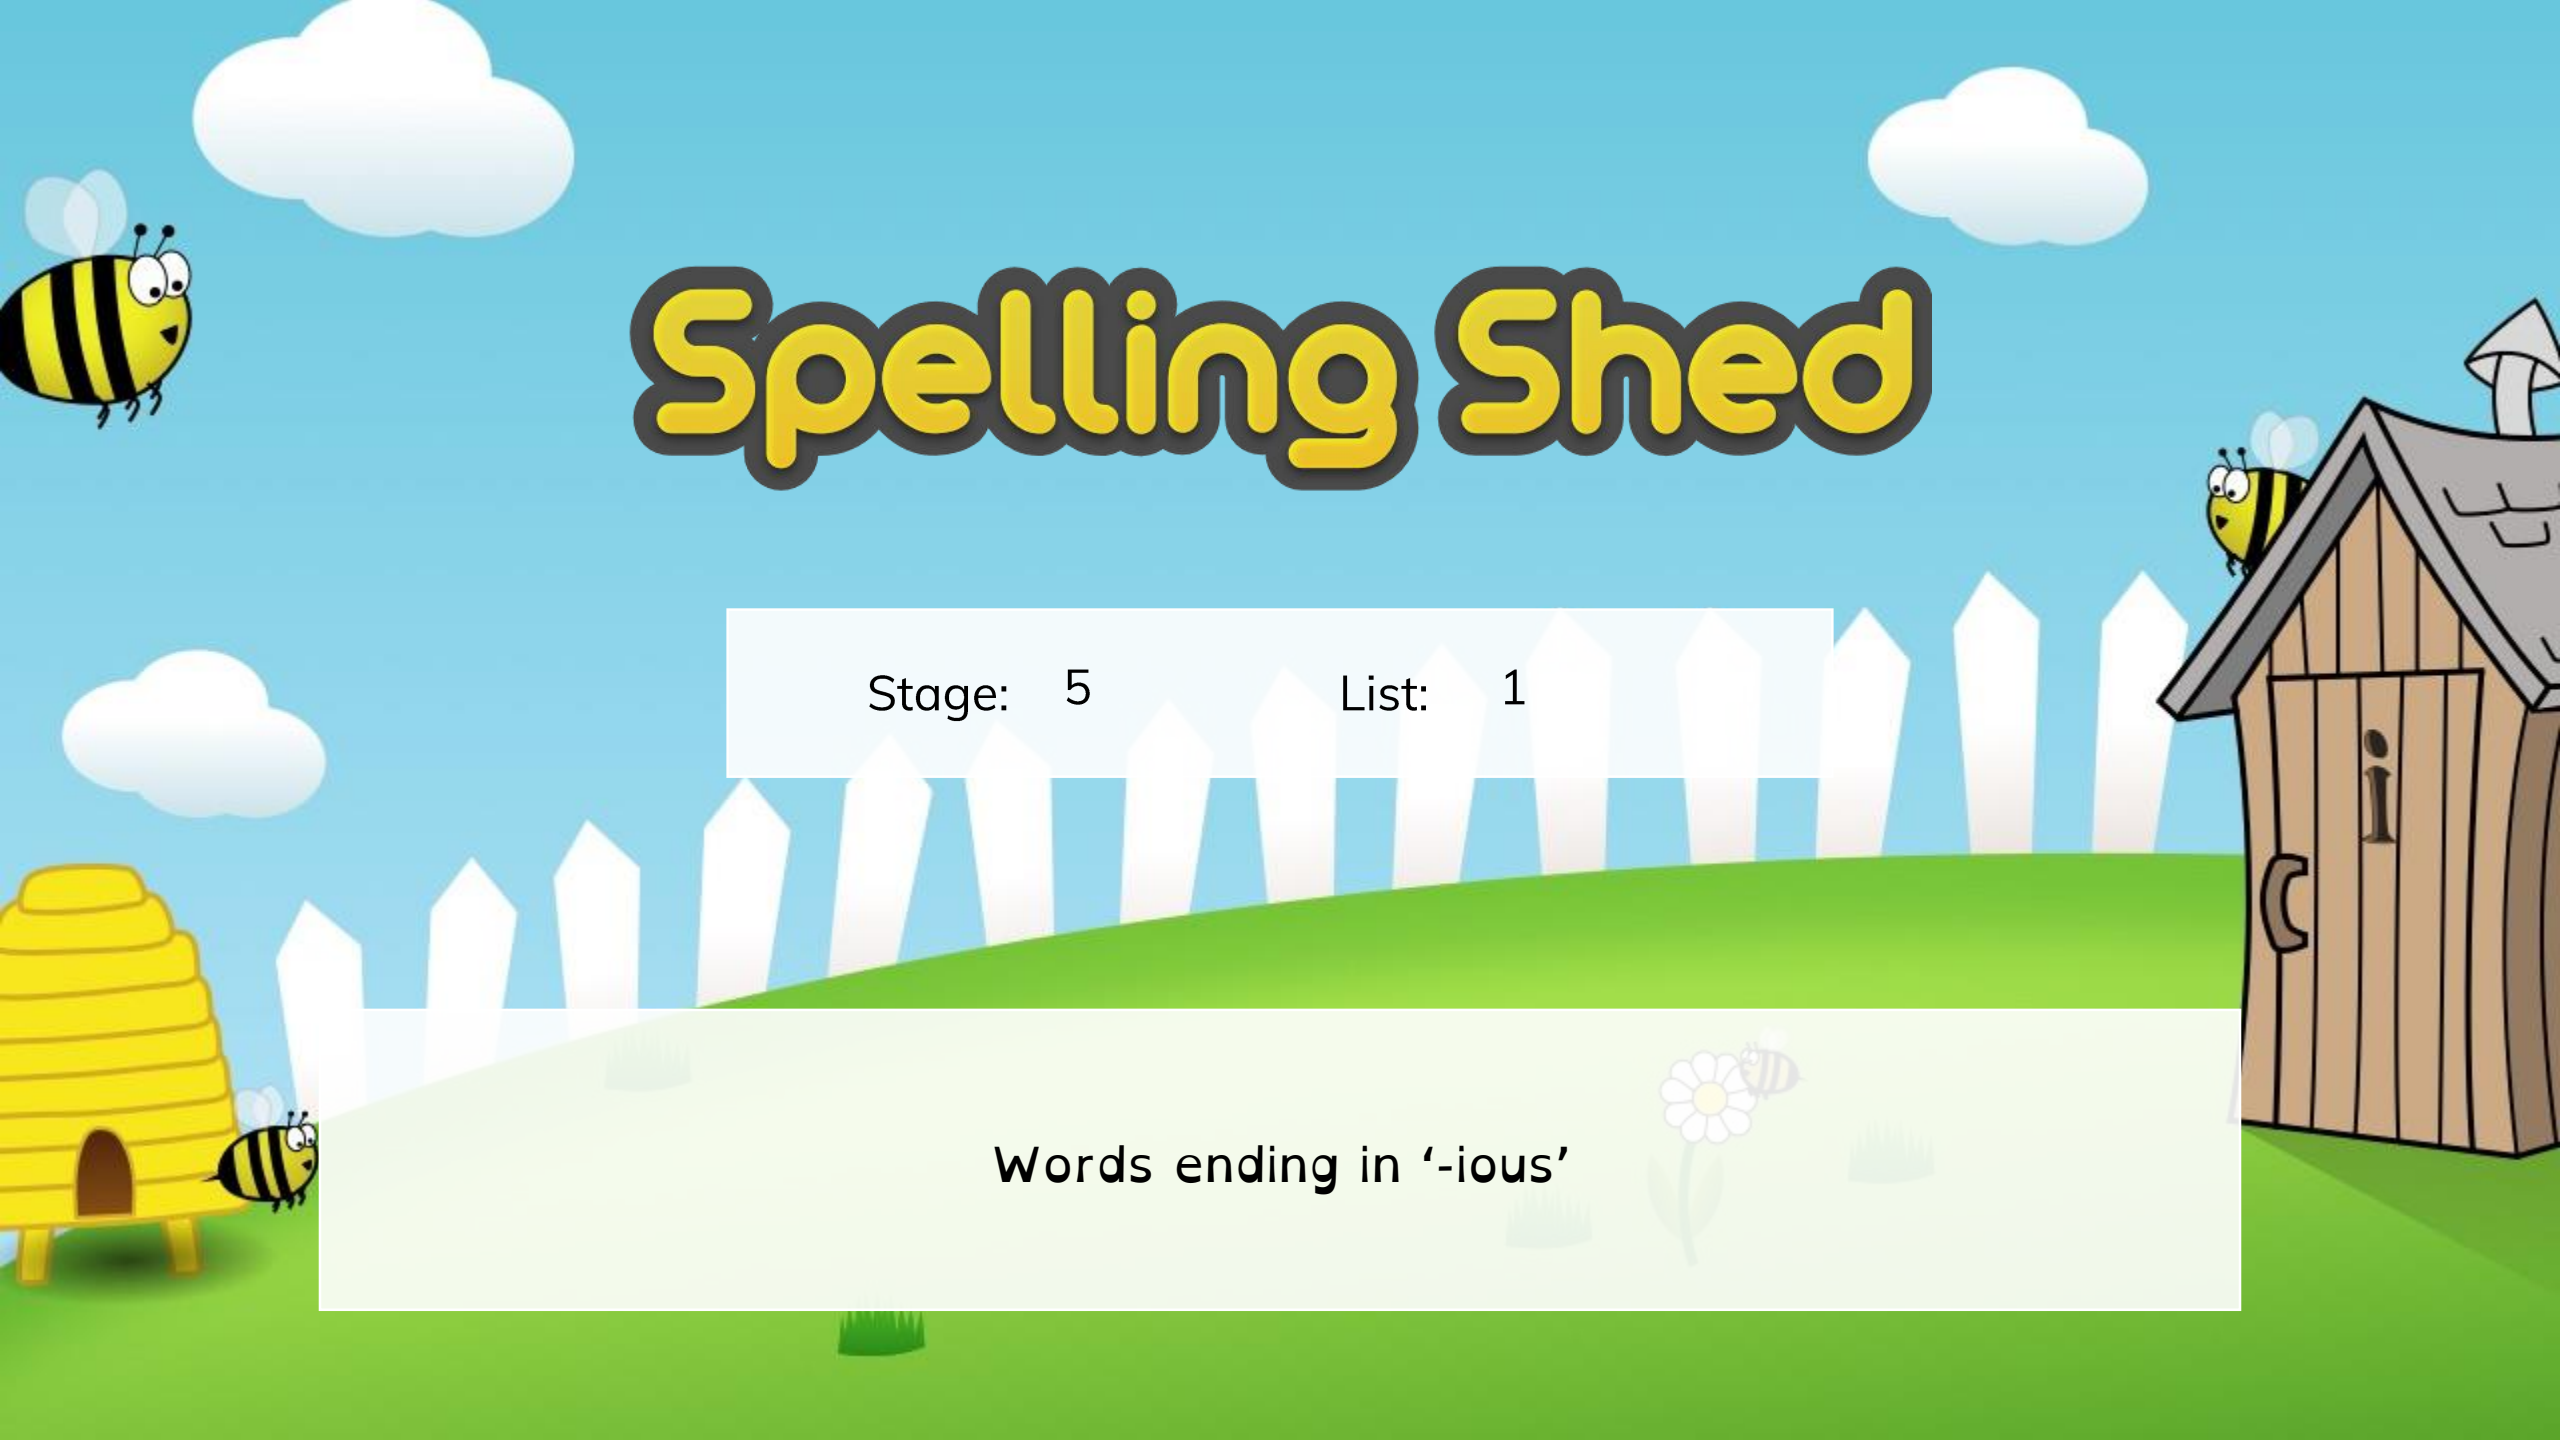 Spelling Shed
Stage: 5 List: 1
i
Words ending in ‘-ious’